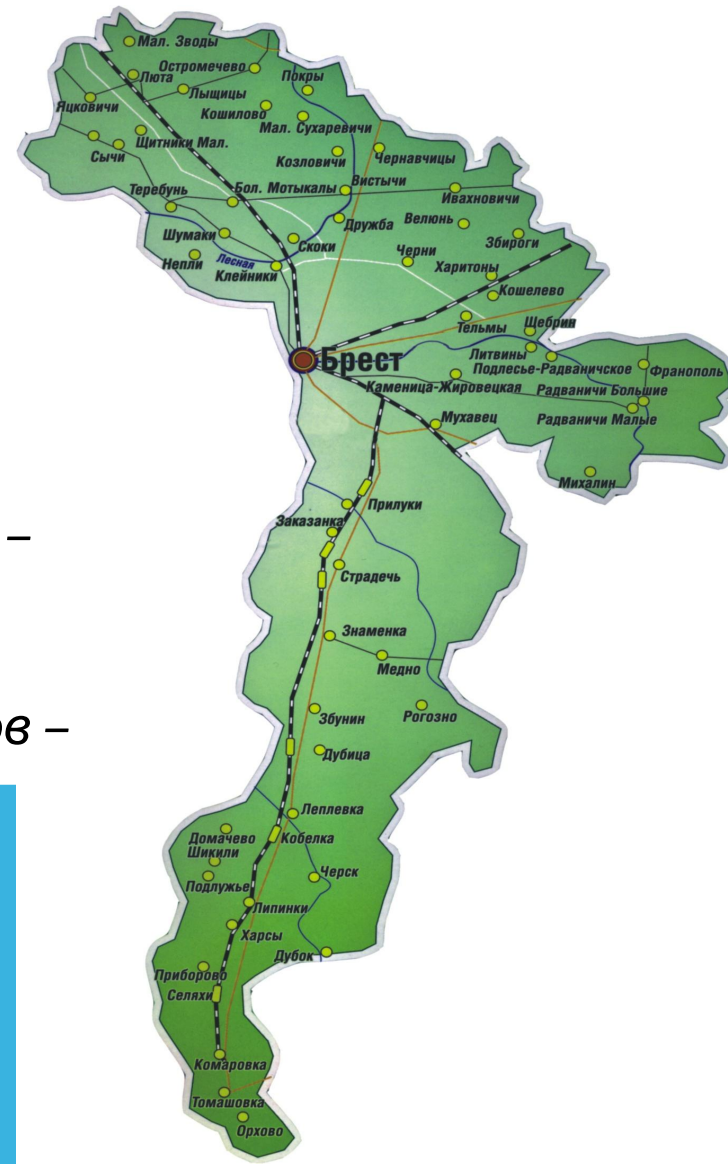 Мал. Зводы
Остромечево
Люта
Покры
Лыщицы
Яцковичи
Кошилово
Мал. Сухаревичи
Щитники Мал.
Сычи
Козловичи
Чернавчицы
Вистычи
Теребунь
Бол. Мотыкалы
Ивахновичи
Дружба
Велюнь
Шумаки
Скоки
Збироги
Лесная
Непли
Клейники
Черни
Харитоны
Кошелево
Тельмы
Щебрин
Брест
Литвины
Подлесье-Радваничское
Франополь
Каменица-Жировецкая
Радваничи Большие
Радваничи Малые
Мухавец
Михалин
Прилуки
Заказанка
–
Страдечь
Знаменка
Медно
Збунин
Рогозно
ов –
Дубица
Леплевка
Домачево
Кобелка
Шикили
Черск
Подлужье
Липинки
Харсы
Дубок
Приборово
Селяхи
Комаровка
Томашовка
Орхово